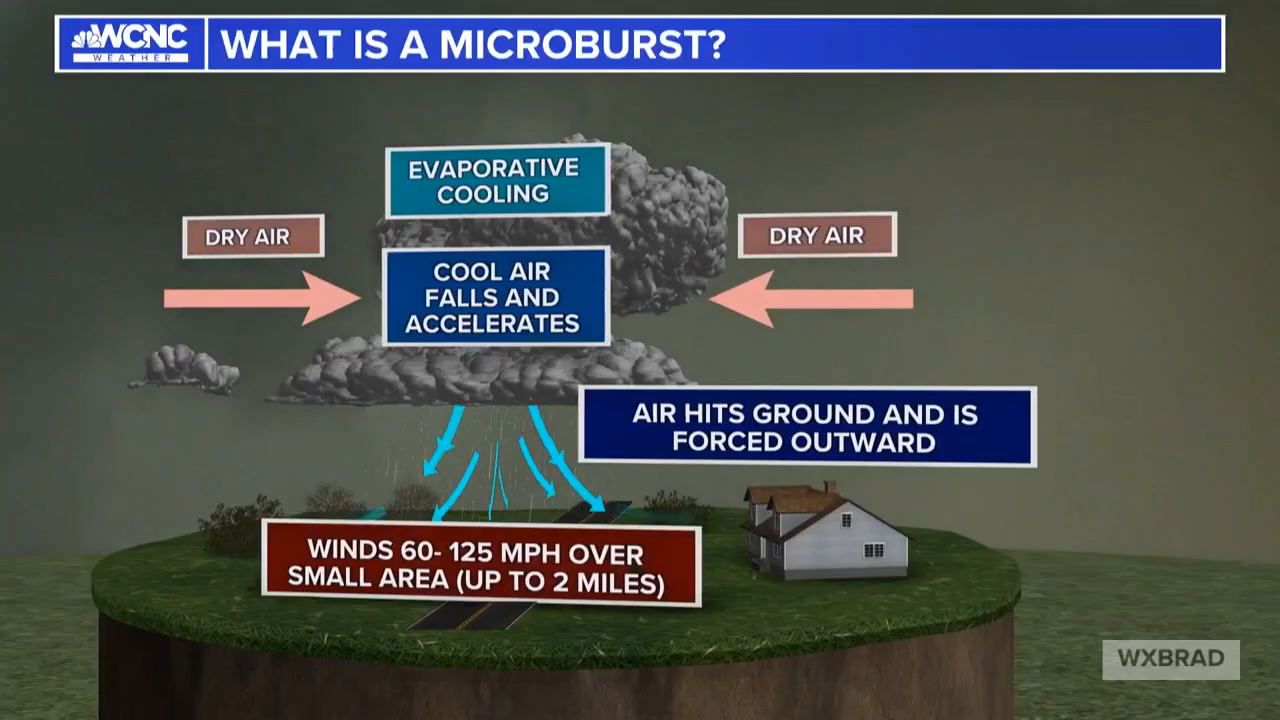 WCNC
WEATHER
WHAT IS A MICROBURST?
EVAPORATIVE
COOLING
DRY AIR
DRY AIR
COOL AIR
FALLS AND
ACCELERATES
AIR HITS GROUND AND IS
FORCED OUTWARD
WINDS 60- 125 MPH OVER
SMALL AREA (UP TO 2 MILES)
WXBRAD